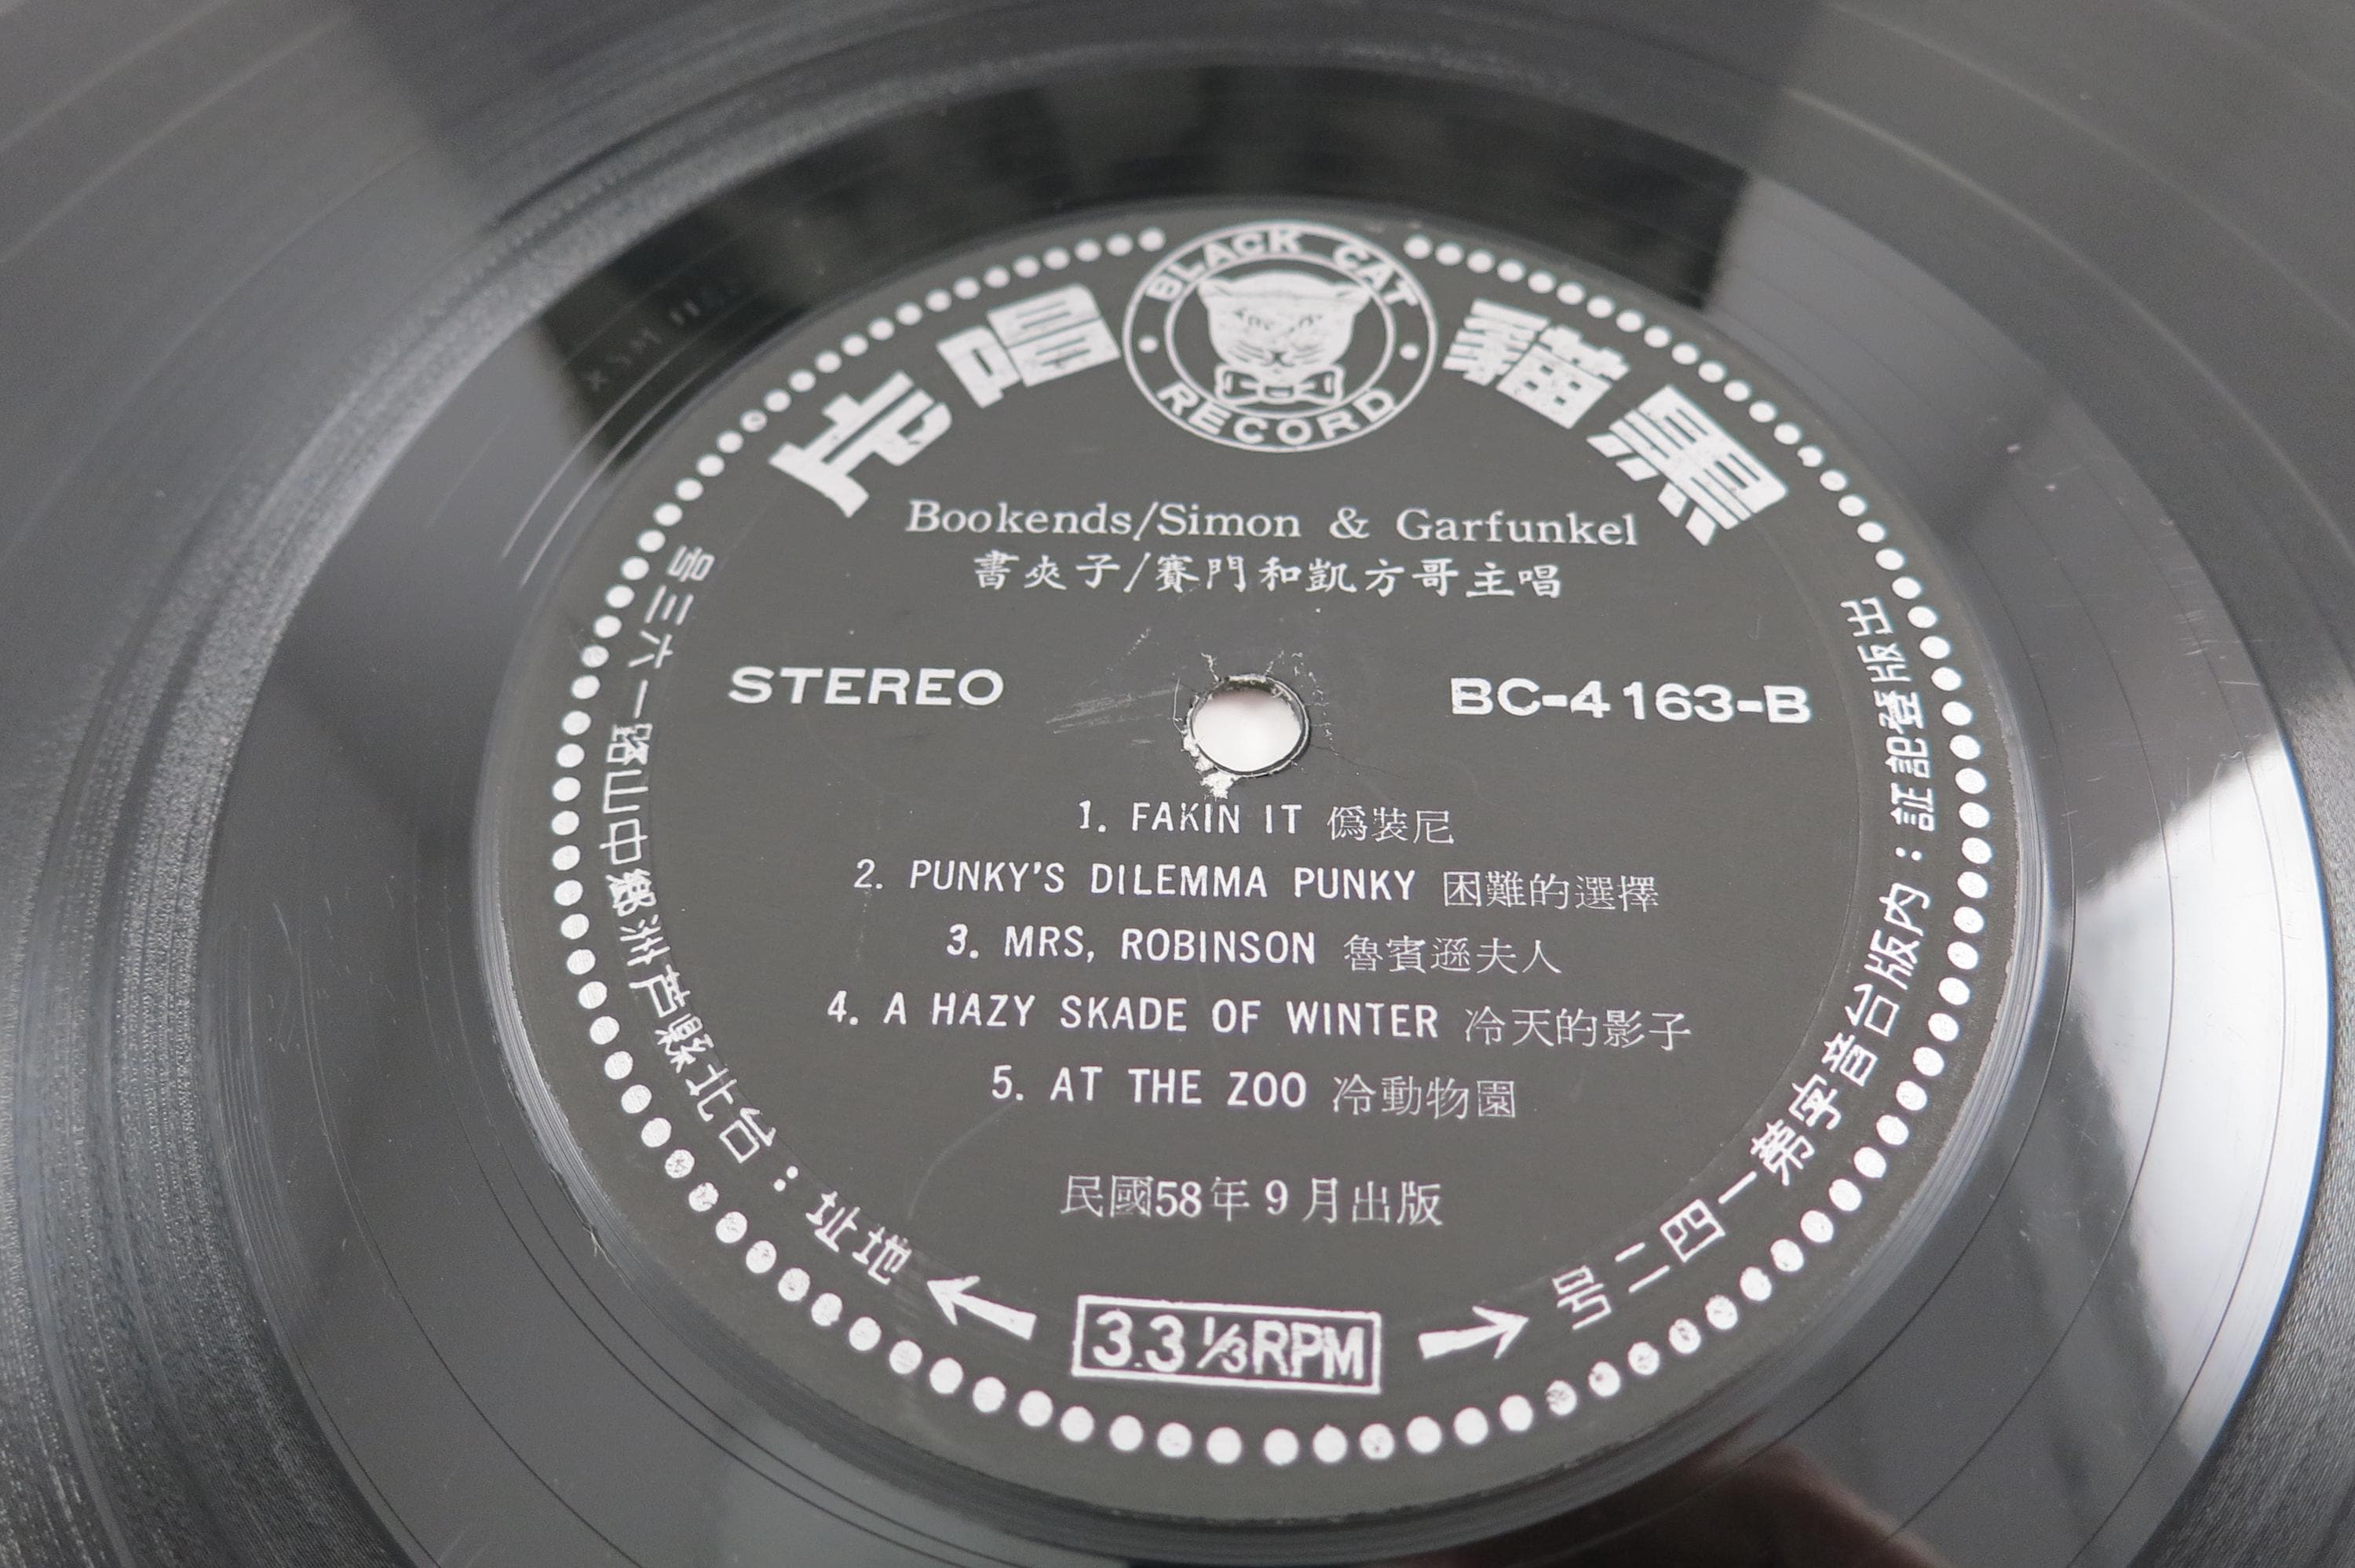 BLACK CAT
RECORD
黑貓唱片
Bookends/Simon & Garfunkel
書夾子/賽門和凱方哥主唱
STEREO
BC-4163-B
1. FAKIN IT 僞裝尼
2. PUNKY'S DILEMMA PUNKY 困難的選擇
3. MRS, ROBINSON 魯賓遜夫人
4. A HAZY SKADE OF WINTER 冷天的影子
5. AT THE ZOO 冷動物園
民國58年9月出版
33⅓RPM
出版登記証：內版台音字第一四二号
地址：台北縣芦洲鄉中山路一六三号